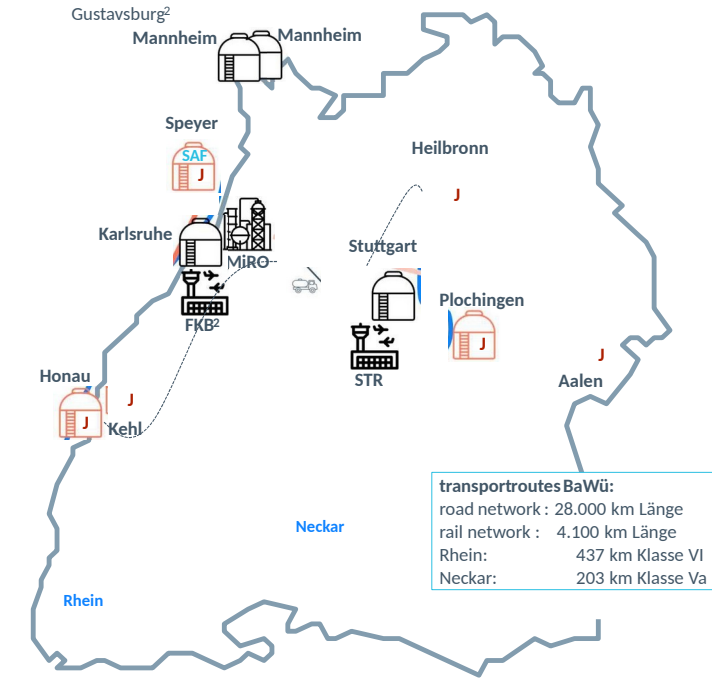 Gustavsburg²
Mannheim
Mannheim
Speyer
SAF
J
Heilbronn
J
Karlsruhe
MiRO
Stuttgart
FKB²
Plochingen
J
STR
Honau
J
Aalen
J
J
Kehl
transportroutes BaWü:
road network : 28.000 km Länge
rail network : 4.100 km Länge
Rhein: 437 km Klasse VI
Neckar: 203 km Klasse Va
Neckar
Rhein